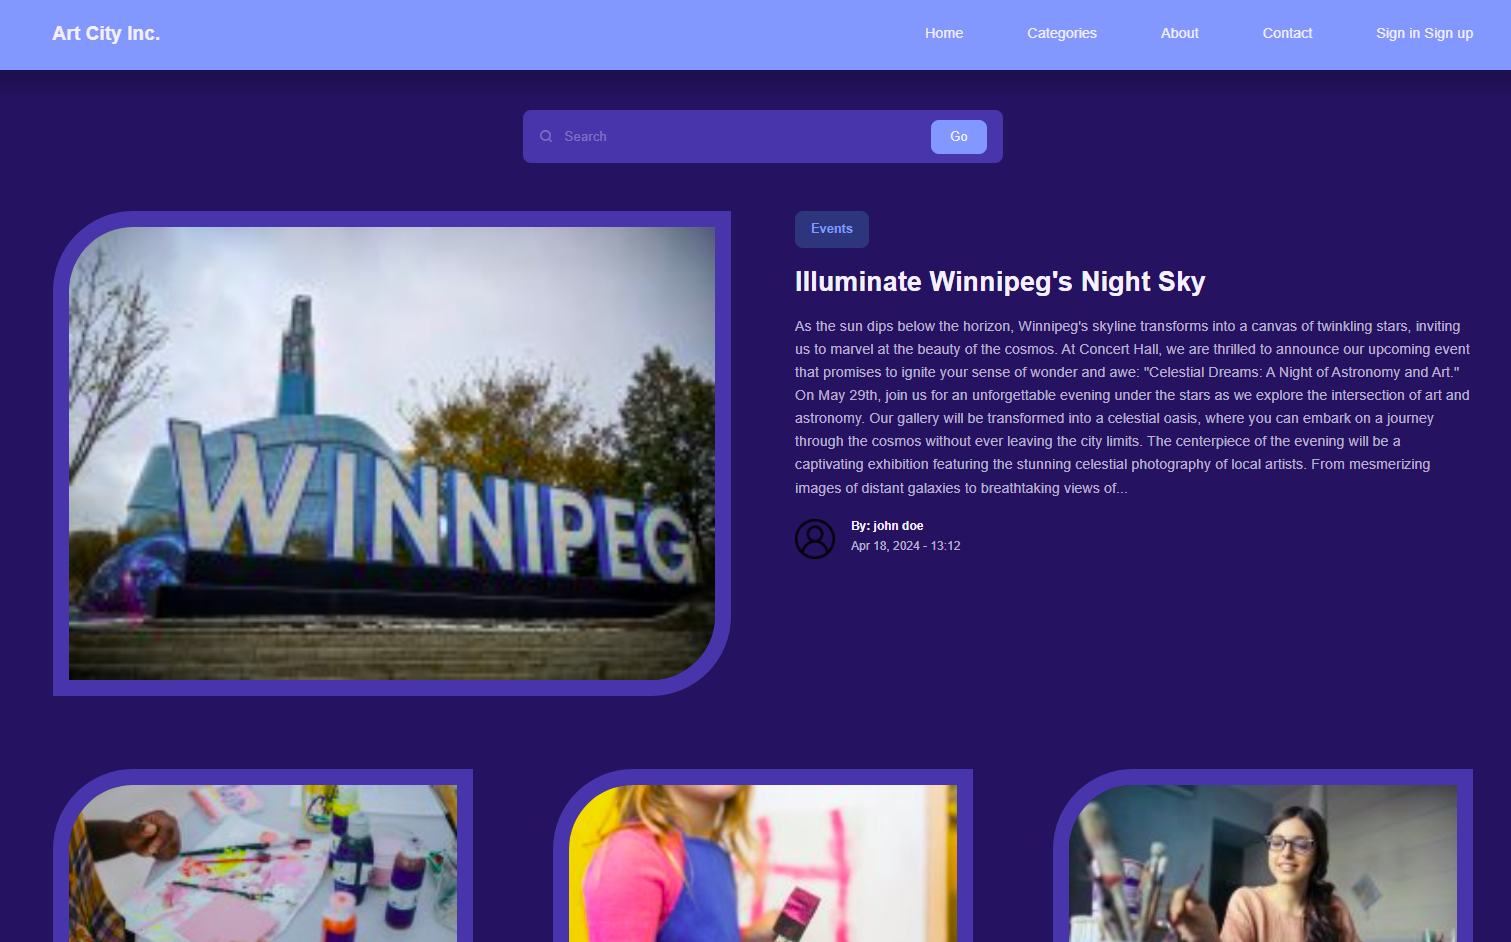 Art City Inc.
Home
Categories
About
Contact
Sign in Sign up
Search
Go
Events
Illuminate Winnipeg's Night Sky
As the sun dips below the horizon, Winnipeg's skyline transforms into a canvas of twinkling stars, inviting
us to marvel at the beauty of the cosmos. At Concert Hall, we are thrilled to announce our upcoming event
that promises to ignite your sense of wonder and awe: "Celestial Dreams: A Night of Astronomy and Art."
On May 29th, join us for an unforgettable evening under the stars as we explore the intersection of art and
astronomy. Our gallery will be transformed into a celestial oasis, where you can embark on a journey
through the cosmos without ever leaving the city limits. The centerpiece of the evening will be a
captivating exhibition featuring the stunning celestial photography of local artists. From mesmerizing
images of distant galaxies to breathtaking views of...
By: john doe
Apr 18, 2024 - 13:12
WINNIPEG